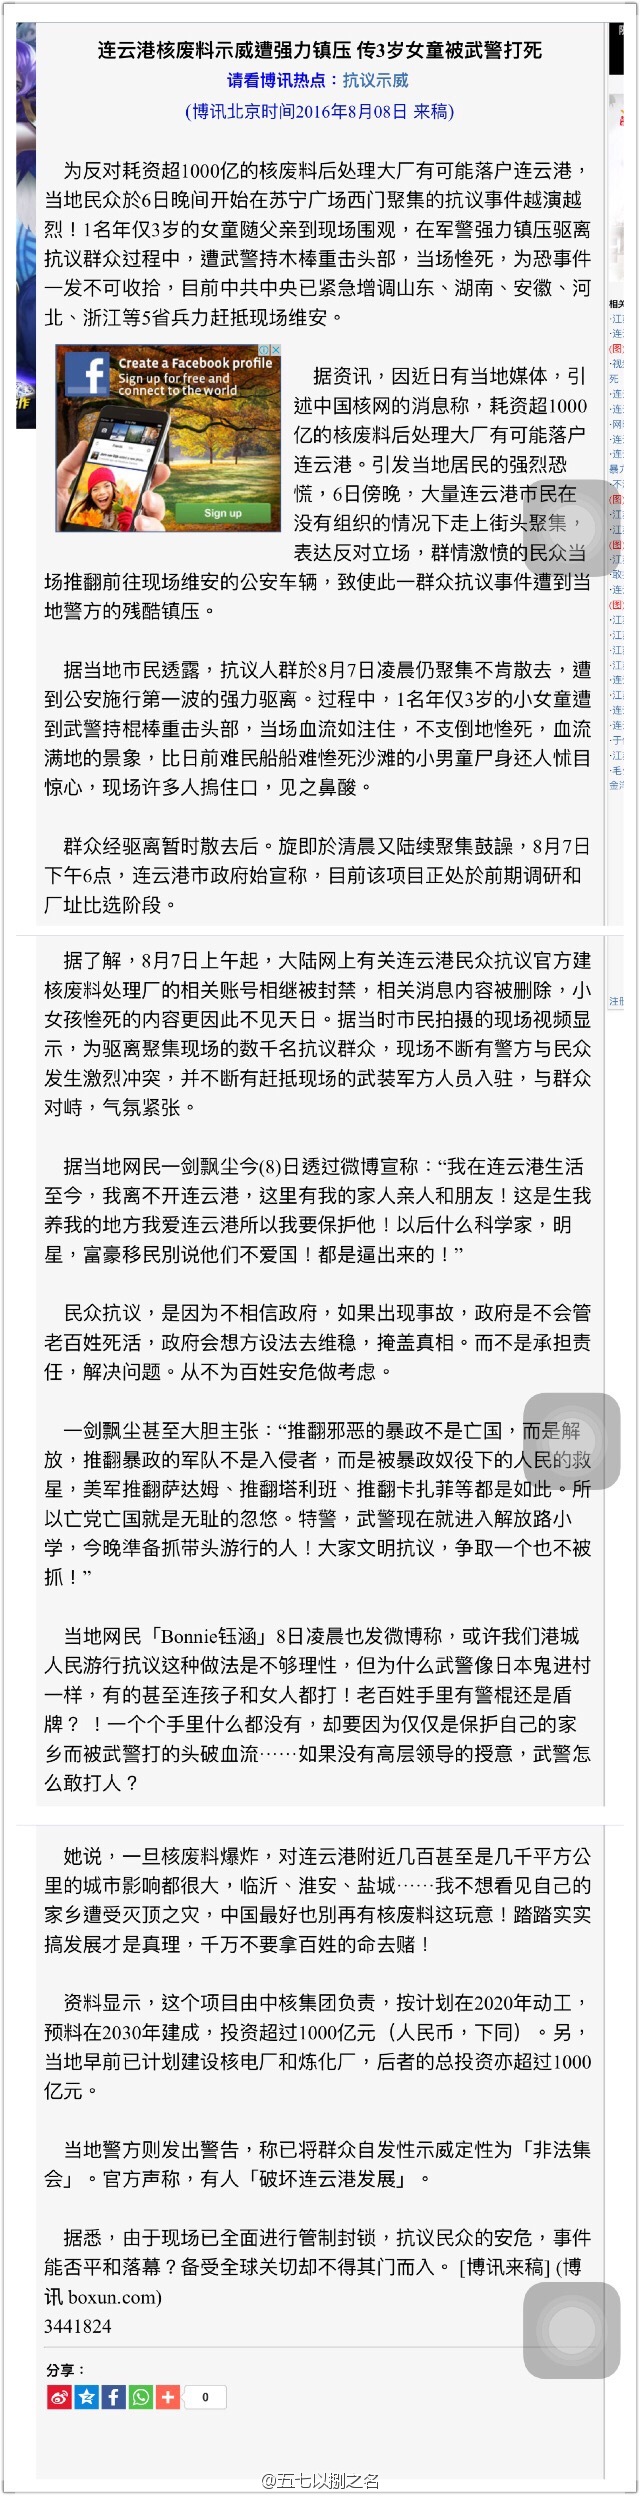 连云港核废料示威遭强力镇压 传3岁女童被武警打死
请看博讯热点：抗议示威
(博讯北京时间2016年8月08日 来稿)
为反对耗资超1000亿的核废料后处理大厂有可能落户连云港，
当地民众於6日晚间开始在苏宁广场西门聚集的抗议事件越演越
烈！1名年仅3岁的女童随父亲到现场围观，在军警强力镇压驱离
抗议群众过程中，遭武警持木棒重击头部，当场惨死，为恐事件
一发不可收拾，目前中共中央已紧急增调山东、湖南、安徽、河
北、浙江等5省兵力赶抵现场维安。
Create a Facebook profile
Sign up for free and
connect to the world
Sign up
据资讯，因近日有当地媒体，引
述中国核网的消息称，耗资超1000
亿的核废料后处理大厂有可能落户
连云港。引发当地居民的强烈恐
慌，6日傍晚，大量连云港市民在
没有组织的情况下走上街头聚集，
表达反对立场，群情激愤的民众当
场推翻前往现场维安的公安车辆，致使此一群众抗议事件遭到当
地警方的残酷镇压。
据当地市民透露，抗议人群於8月7日凌晨仍聚集不肯散去，遭
到公安施行第一波的强力驱离。过程中，1名年仅3岁的小女童遭
到武警持棍棒重击头部，当场血流如注住，不支倒地惨死，血流
满地的景象，比日前难民船船难惨死沙滩的小男童尸身还人怵目
惊心，现场许多人捣住口，见之鼻酸。
群众经驱离暂时散去后。旋即於清晨又陆续聚集鼓譟，8月7日
下午6点，连云港市政府始宣称，目前该项目正处於前期调研和
厂址比选阶段。
据了解，8月7日上午起，大陆网上有关连云港民众抗议官方建
核废料处理厂的相关账号相继被封禁，相关消息内容被删除，小
女孩惨死的内容更因此不见天日。据当时市民拍摄的现场视频显
示，为驱离聚集现场的数千名抗议群众，现场不断有警方与民众
发生激烈冲突，并不断有赶抵现场的武装军方人员入驻，与群众
对峙，气氛紧张。
据当地网民一剑飘尘今(8)日透过微博宣称：“我在连云港生活
至今，我离不开连云港，这里有我的家人亲人和朋友！这是生我
养我的地方我爱连云港所以我要保护他！以后什么科学家，明
星，富豪移民別说他们不爱国！都是逼出来的！”
民众抗议，是因为不相信政府，如果出现事故，政府是不会管
老百姓死活，政府会想方设法去维稳，掩盖真相。而不是承担责
任，解决问题。从不为百姓安危做考虑。
一剑飘尘甚至大胆主张：“推翻邪恶的暴政不是亡国，而是解
放，推翻暴政的军队不是入侵者，而是被暴政奴役下的人民的救
星，美军推翻萨达姆、推翻塔利班、推翻卡扎菲等都是如此。所
以亡党亡国就是无耻的忽悠。特警，武警现在就进入解放路小
学，今晚準备抓带头游行的人！大家文明抗议，争取一个也不被
抓！”
当地网民「Bonnie钰涵」8日凌晨也发微博称，或许我们港城
人民游行抗议这种做法是不够理性，但为什么武警像日本鬼进村
一样，有的甚至连孩子和女人都打！老百姓手里有警棍还是盾
牌？！一个个手里什么都没有，却要因为仅仅是保护自己的家
乡而被武警打的头破血流⋯⋯如果没有高层领导的授意，武警怎
么敢打人？
她说，一旦核废料爆炸，对连云港附近几百甚至是几千平方公
里的城市影响都很大，临沂、淮安、盐城⋯⋯我不想看见自己的
家乡遭受灭顶之灾，中国最好也別再有核废料这玩意！踏踏实实
搞发展才是真理，千万不要拿百姓的命去赌！
资料显示，这个项目由中核集团负责，按计划在2020年动工，
预料在2030年建成，投资超过1000亿元（人民币，下同）。另，
当地早前已计划建设核电厂和炼化厂，后者的总投资亦超过1000
亿元。
当地警方则发出警告，称已将群众自发性示威定性为「非法集
会」。官方声称，有人「破坏连云港发展」。
据悉，由于现场已全面进行管制封锁，抗议民众的安危，事件
能否平和落幕？备受全球关切却不得其门而入。 [博讯来稿] (博
讯 boxun.com)
3441824
分享：
0
@五七以捌之名